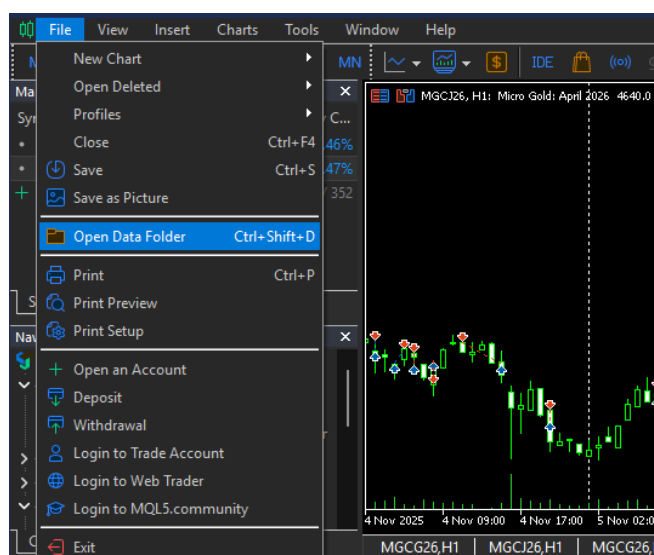 File View Insert Charts Tools Window Help
MN $ IDE ((o))
New Chart
Open Deleted
Profiles
Close Ctrl+F4
Save Ctrl+S
Save as Picture
Open Data Folder Ctrl+Shift+D
Print Ctrl+P
Print Preview
Print Setup
Open an Account
Deposit
Withdrawal
Login to Trade Account
Login to Web Trader
Login to MQL5.community
Exit
C...
46%
47%
352
MGCJ26, H1: Micro Gold: April 2026 4640.0
4 Nov 2025 4 Nov 09:00 4 Nov 17:00 5 Nov 02:0
MGCG26,H1 MGCJ26,H1 MGCG26,